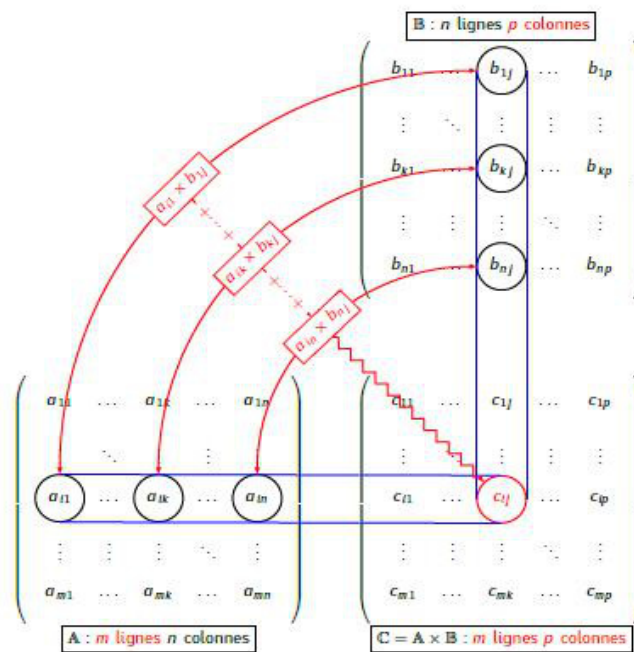 𝔹 : n lignes p colonnes
b₁₁ … b₁ⱼ … b₁ₚ
⋮ ⋱ ⋮ ⋮ ⋮
bₖ₁ … bₖⱼ … bₖₚ
⋮ ⋮ ⋮ ⋱ ⋮
bₙ₁ … bₙⱼ … bₙₚ
aᵢ₁ × b₁ⱼ
+ … +
aᵢₖ × bₖⱼ
+ … +
aᵢₙ × bₙⱼ
a₁₁ … a₁ₖ … a₁ₙ c₁₁ … c₁ⱼ … c₁ₚ
⋱ ⋮ ⋮ ⋱ ⋮ ⋮
aᵢ₁ … aᵢₖ … aᵢₙ cᵢ₁ … cᵢⱼ … cᵢₚ
⋮ ⋮ ⋮ ⋱ ⋮ ⋮ ⋮ ⋮ ⋱ ⋮
aₘ₁ … aₘₖ … aₘₙ cₘ₁ … cₘₖ … cₘₚ
𝔸 : m lignes n colonnes
ℂ = 𝔸 × 𝔹 : m lignes p colonnes